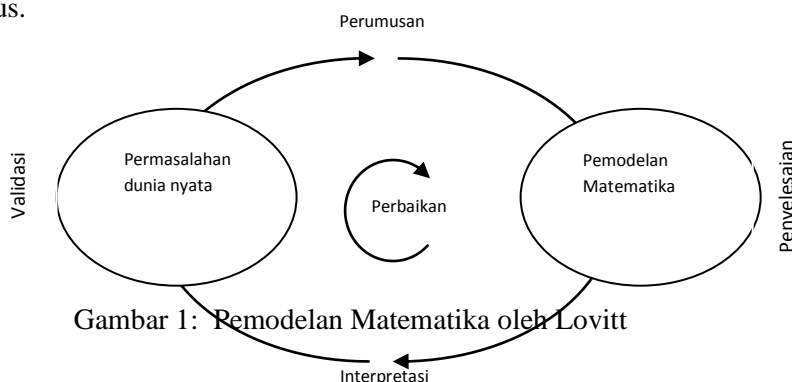 us.
Perumusan
Validasi
Permasalahan
dunia nyata
Perbaikan
Pemodelan
Matematika
Penyelesaian
Gambar 1: Pemodelan Matematika oleh Lovitt
Interpretasi